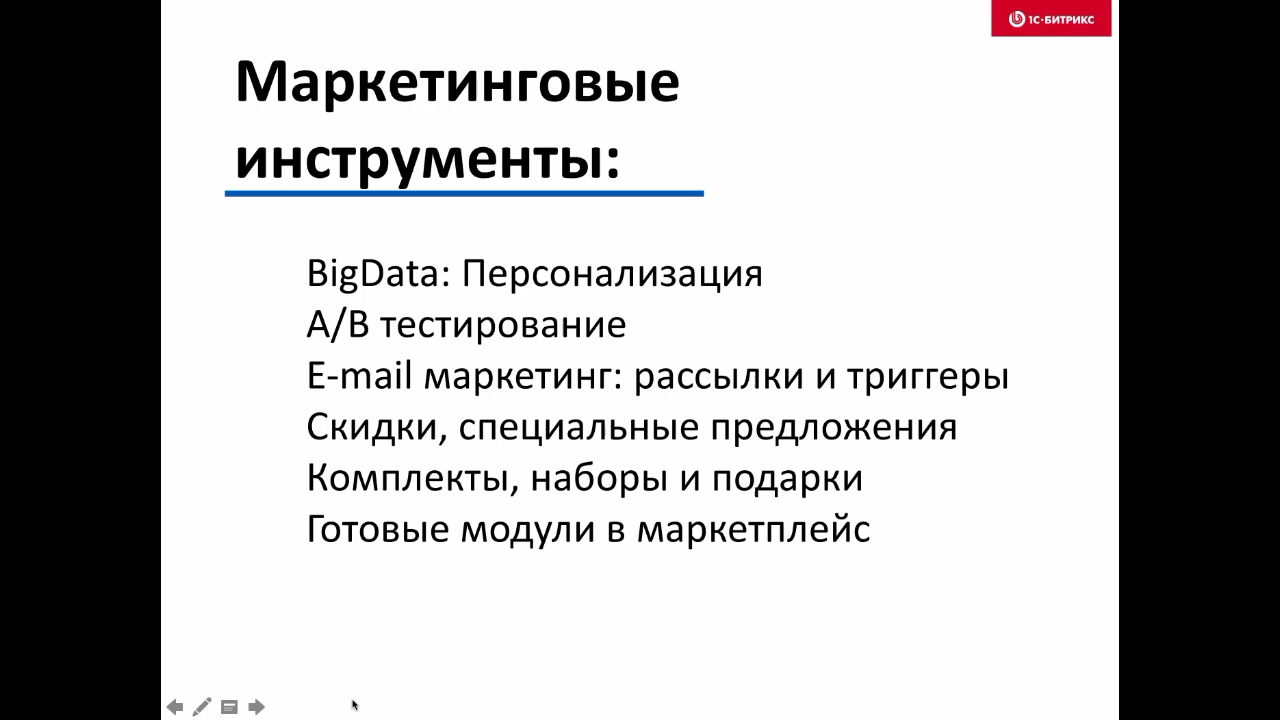 1С-БИТРИКС
Маркетинговые
инструменты:
BigData: Персонализация
A/B тестирование
E-mail маркетинг: рассылки и триггеры
Скидки, специальные предложения
Комплекты, наборы и подарки
Готовые модули в маркетплейс